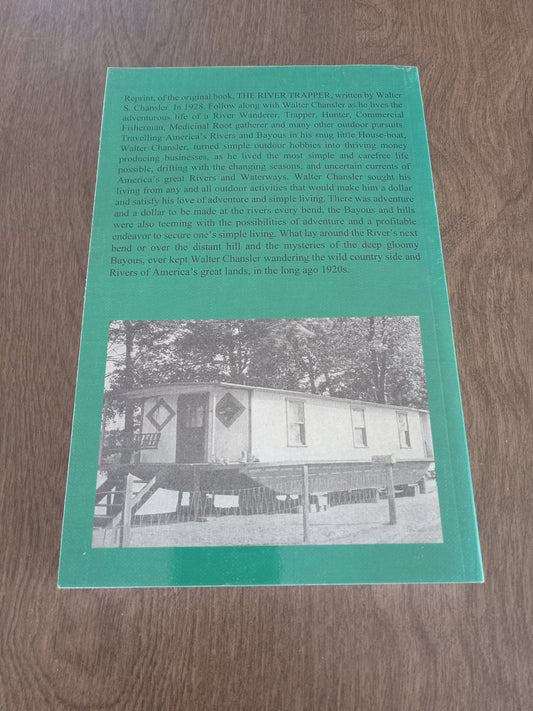 Reprint, of the original book, THE RIVER TRAPPER, written by Walter
S. Chansler. In 1928. Follow along with Walter Chansler as he lives the
adventurous life of a River Wanderer, Trapper, Hunter, Commercial
Fisherman, Medicinal Root gatherer and many other outdoor pursuits.
Travelling America's Rivers and Bayous in his snug little House-boat,
Walter Chansler, turned simple outdoor hobbies into thriving money
producing businesses, as he lived the most simple and carefree life
possible, drifting with the changing seasons, and uncertain currents of
America's great Rivers and Waterways. Walter Chansler sought his
living from any and all outdoor activities that would make him a dollar
and satisfy his love of adventure and simple living. There was adventure
and a dollar to be made at the rivers every bend, the Bayous and hills
were also teeming with the possibilities of adventure and a profitable
endeavor to secure one's simple living. What lay around the River's next
bend or over the distant hill and the mysteries of the deep gloomy
Bayous, ever kept Walter Chansler wandering the wild country side and
Rivers of America's great lands, in the long ago 1920s.